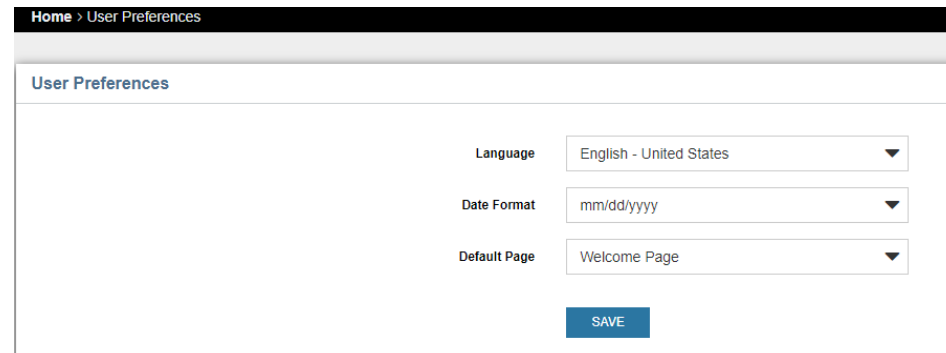 Home > User Preferences
User Preferences
Language English - United States
Date Format mm/dd/yyyy
Default Page Welcome Page
SAVE